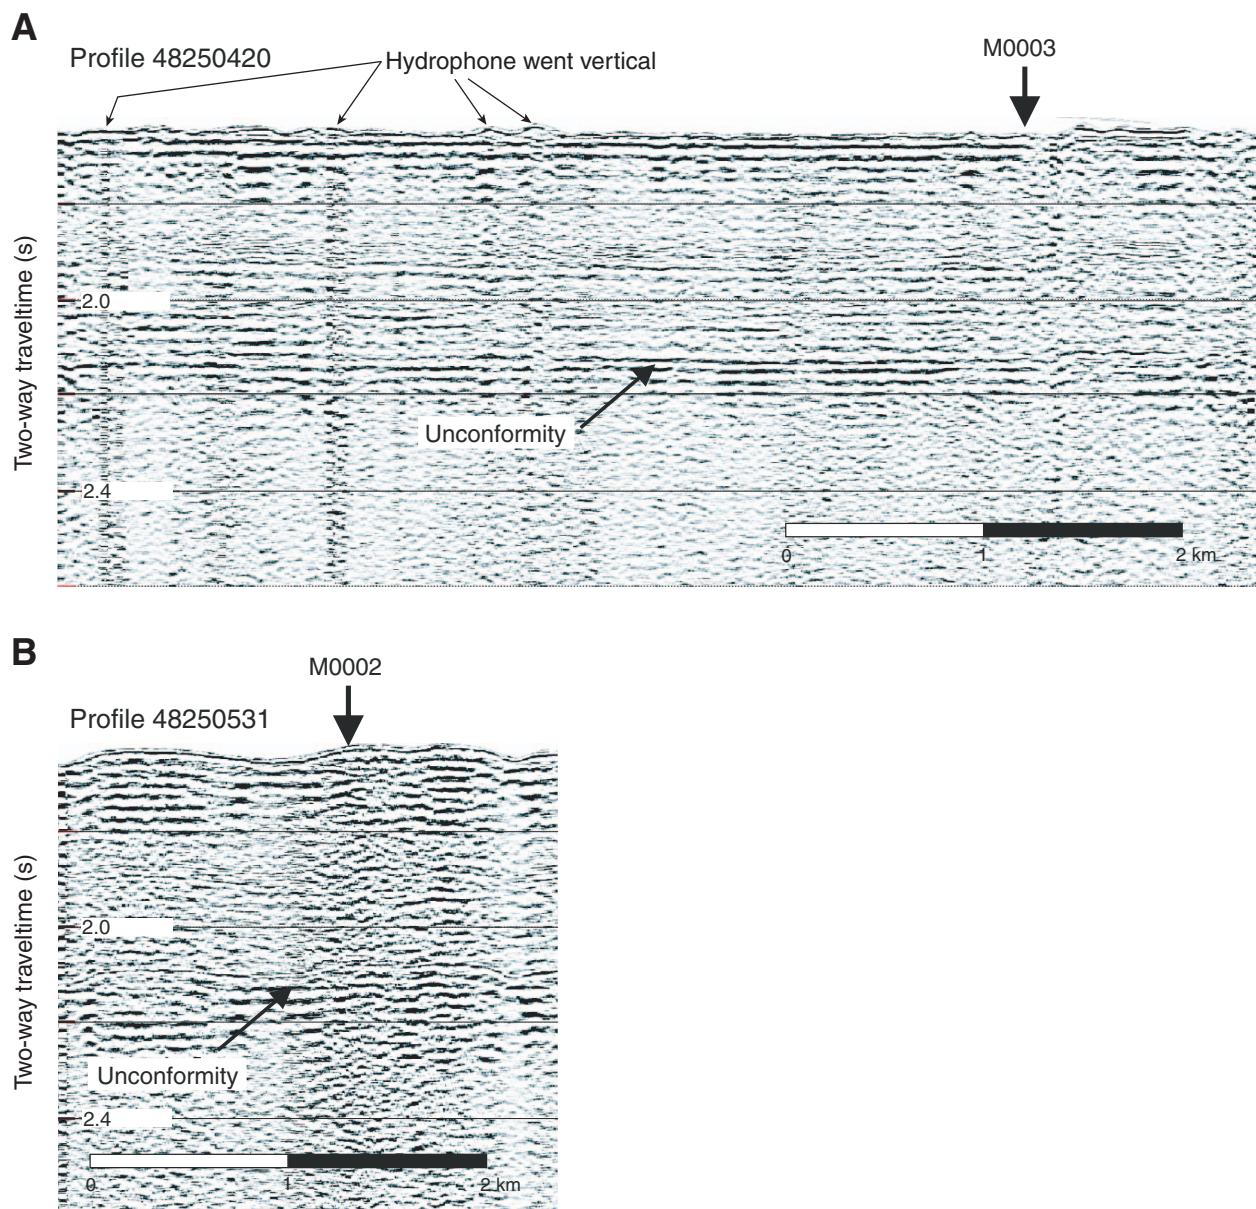 A
Profile 48250420
Hydrophone went vertical
M0003
Two-way traveltime (s)
2.0
Unconformity
2.4
0
1
2 km
B
M0002
Profile 48250531
Two-way traveltime (s)
2.0
Unconformity
2.4
0
1
2 km